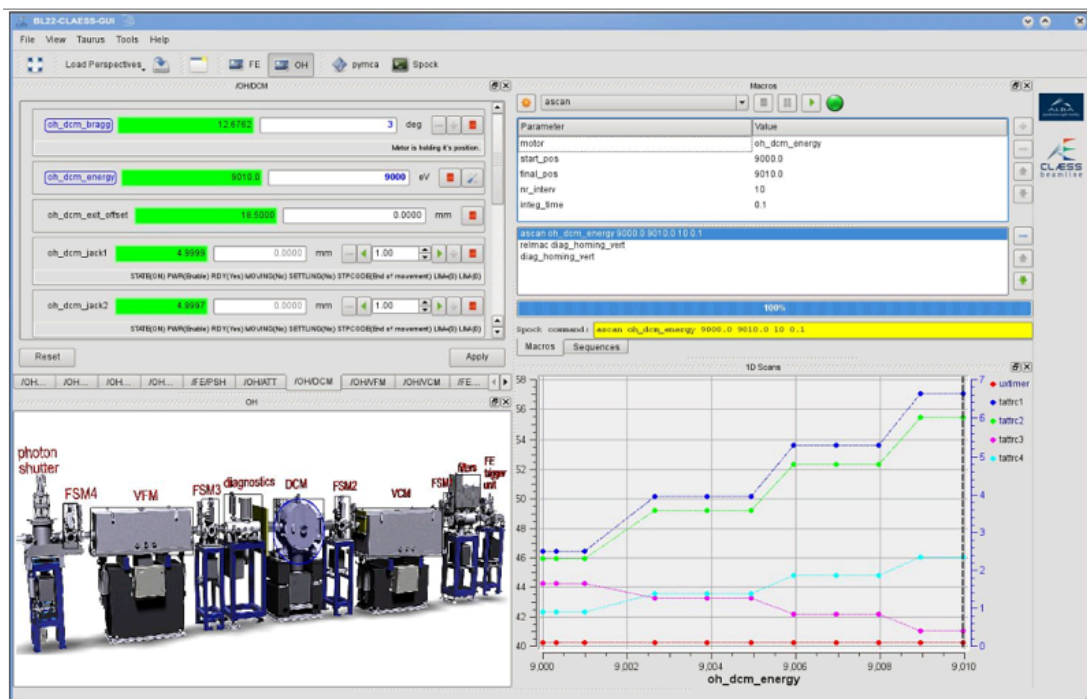 BL22-CLAESS-GUI
File View Taurus Tools Help
Load Perspectives FE OH pymca Spock
/OH/DCM
oh_dcm_bragg 12.6762 3 deg
Motor is holding it's position.
oh_dcm_energy 9010.0 9000 eV
oh_dcm_ext_offset 18.5000 0.0000 mm
oh_dcm_jack1 4.9999 0.0000 mm 1.00
STATE(ON) PWR(Enable) RDY(Yes) MOVING(No) SETTLING(No) STPCODE(End of movement) LIM+(0) LIM-(0)
oh_dcm_jack2 4.9997 0.0000 mm 1.00
STATE(ON) PWR(Enable) RDY(Yes) MOVING(No) SETTLING(No) STPCODE(End of movement) LIM+(0) LIM-(0)
Reset Apply
/OH... /OH... /OH... /OH... /FE/PSH /OH/ATT /OH/DCM /OH/VFM /OH/VCM /FE...
OH
photon
shutter
FSM4
VFM
FSM3
diagnostics
DCM
FSM2
VCM
filters
FE
trigger
unit
Macros
ascan
Parameter Value
motor oh_dcm_energy
start_pos 9000.0
final_pos 9010.0
nr_interv 10
integ_time 0.1
ascan oh_dcm_energy 9000.0 9010.0 10 0.1
relmac diag_homing_vert
diag_homing_vert
100%
Spock command: ascan oh_dcm_energy 9000.0 9010.0 10 0.1
Macros Sequences
ALBA
CLÆSS
beamline
1D Scans
58 7
56 6
54 5
52
50 4
48 3
46 2
44
42 1
40 0
uxtimer
tattrc1
tattrc2
tattrc3
tattrc4
9.000 9.002 9.004 9.006 9.008 9.010
oh_dcm_energy